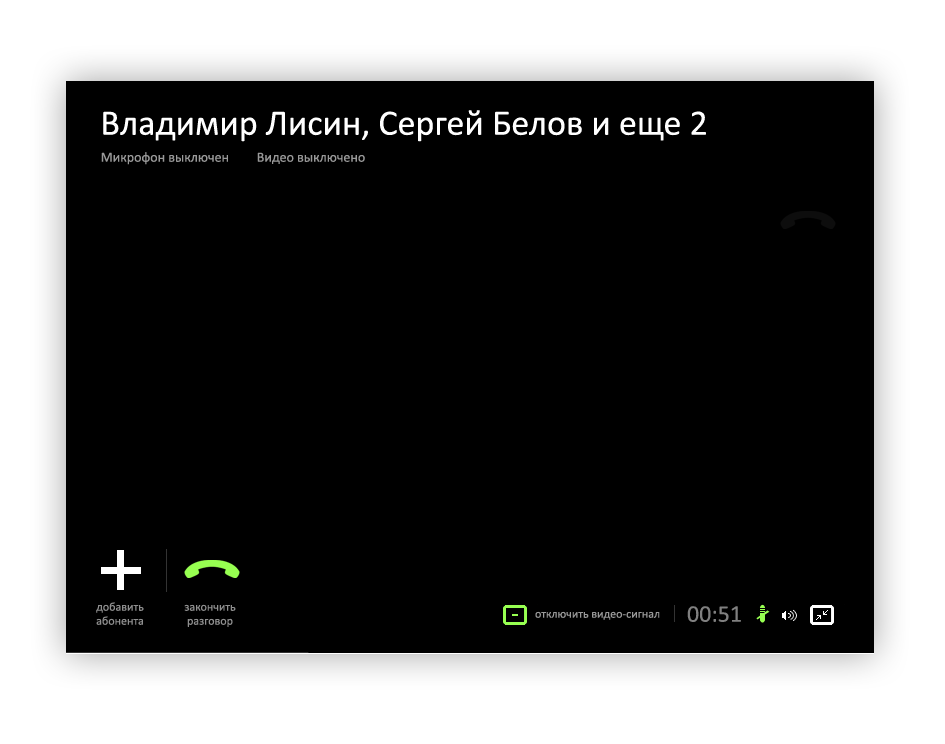 Владимир Лисин, Сергей Белов и еще 2
Микрофон выключен Видео выключено
добавить
абонента
закончить
разговор
отключить видео-сигнал 00:51